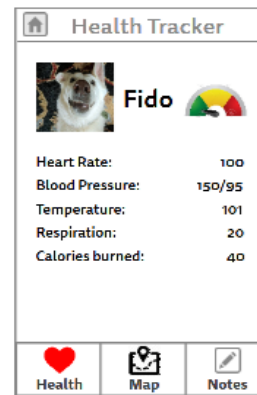 Health Tracker
Fido
Heart Rate: 100
Blood Pressure: 150/95
Temperature: 101
Respiration: 20
Calories burned: 40
Health Map Notes